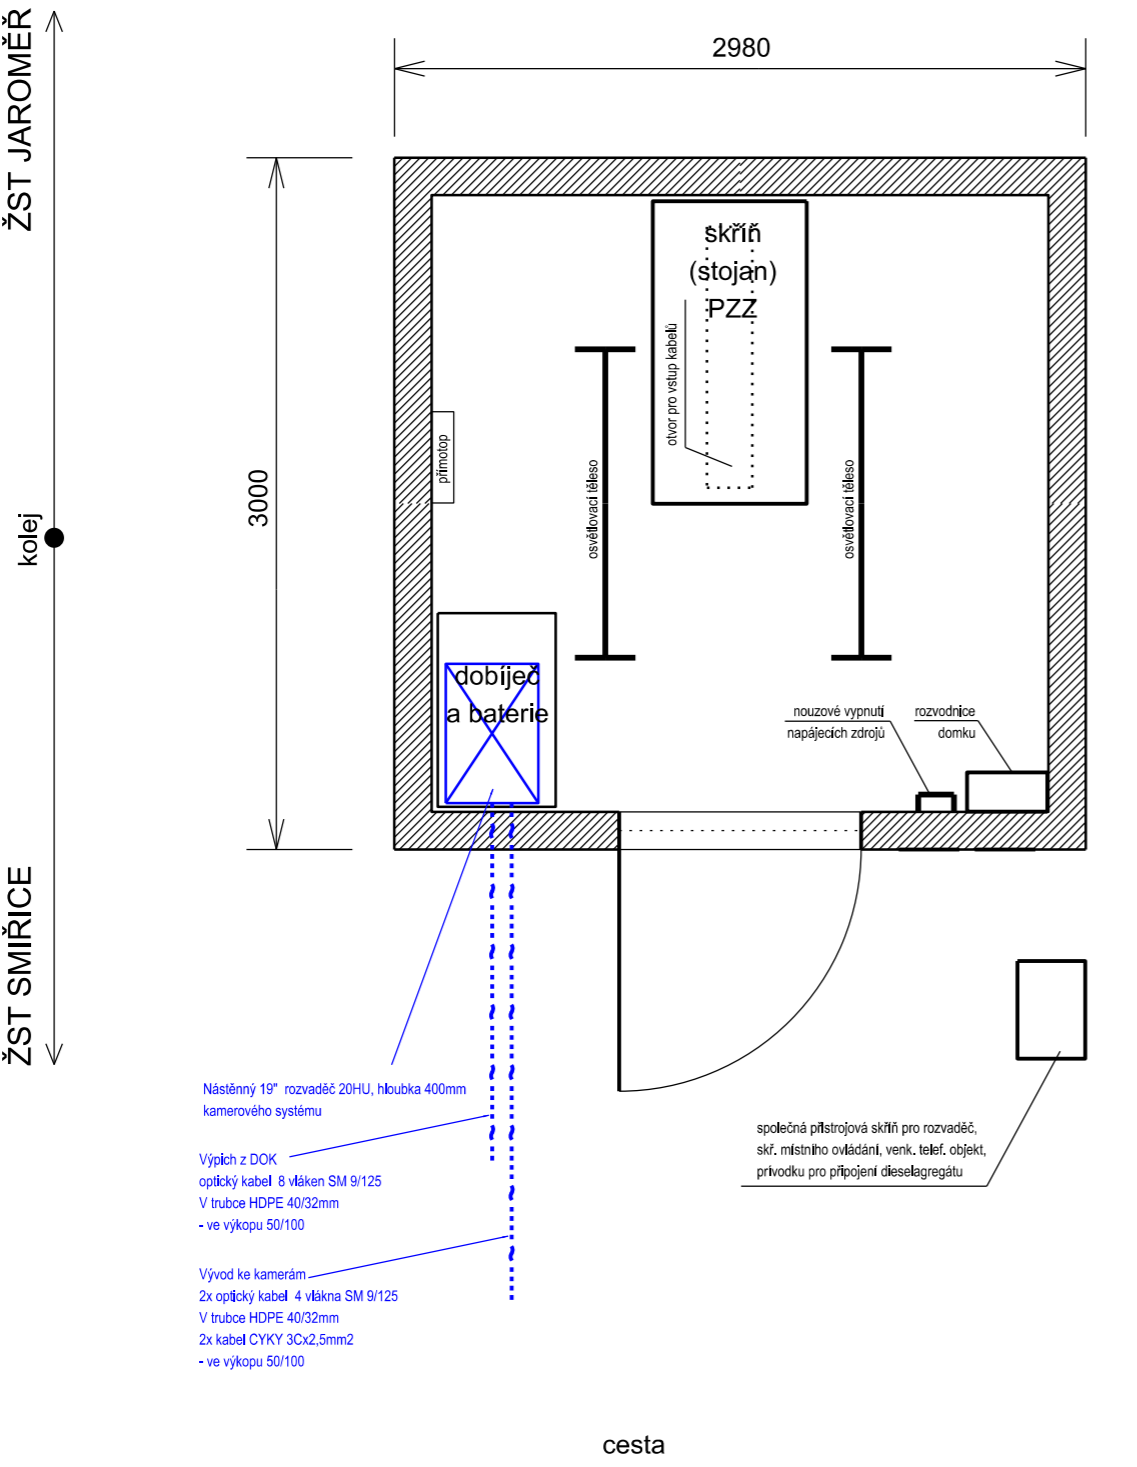 ŽST JAROMĚŘ
2980
skříň
(stojan)
PZZ
otvor pro vstup kabelů
přímotop
3000
osvětlovací těleso
osvětlovací těleso
kolej
dobíječ
a baterie
nouzové vypnutí
napájecích zdrojů
rozvodnice
domku
ŽST SMIŘICE
Nástěnný 19" rozvaděč 20HU, hloubka 400mm
kamerového systému
Výpich z DOK
optický kabel 8 vláken SM 9/125
V trubce HDPE 40/32mm
- ve výkopu 50/100
společná přístrojová skříň pro rozvaděč,
skř. místního ovládání, venk. telef. objekt,
prívodku pro připojení dieselagregátu
Vývod ke kamerám
2x optický kabel 4 vlákna SM 9/125
V trubce HDPE 40/32mm
2x kabel CYKY 3Cx2,5mm2
- ve výkopu 50/100
cesta